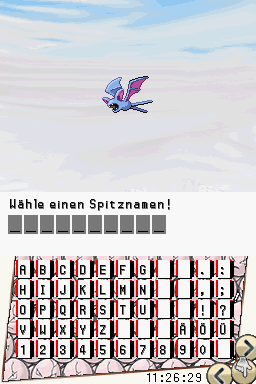 Wähle einen Spitznamen!
A B C D E F G . :
H I J K L M N , ;
O P Q R S T U ! ?
V W X Y Z Ä Ö Ü
1 2 3 4 5 6 7 8 9 0
11:26:29